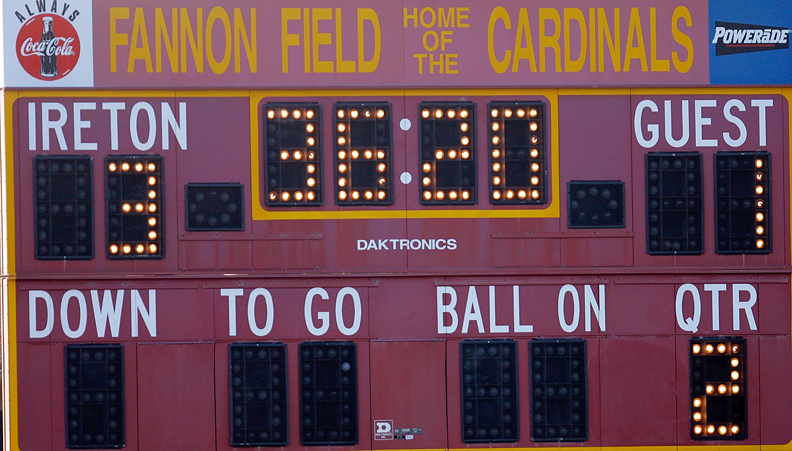 ALWAYS
Coca-Cola
FANNON FIELD HOME OF THE CARDINALS
POWERaDE
IRETON 36:20 GUEST
3 1
DAKTRONICS
DOWN TO GO BALL ON QTR
2